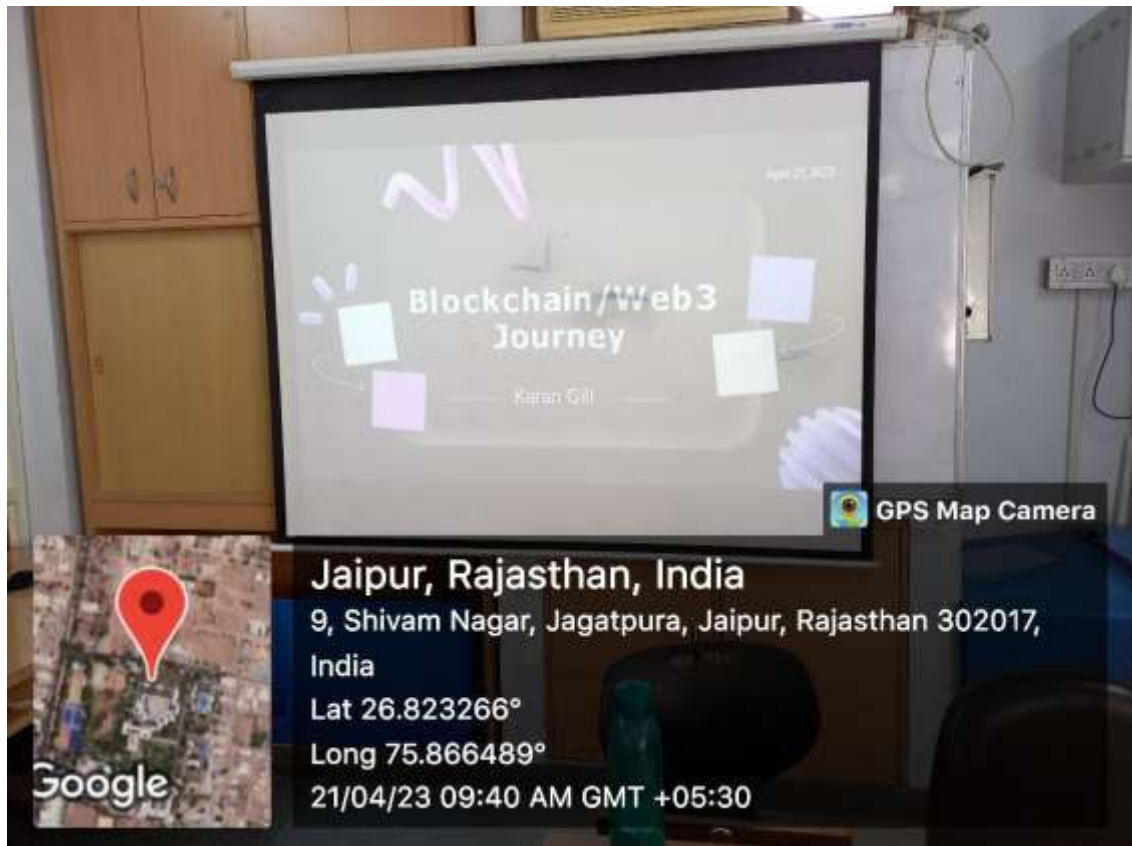 April 21, 2023
Blockchain/Web3
Journey
Karan Gill
GPS Map Camera
Jaipur, Rajasthan, India
9, Shivam Nagar, Jagatpura, Jaipur, Rajasthan 302017,
India
Lat 26.823266°
Long 75.866489°
21/04/23 09:40 AM GMT +05:30
Google